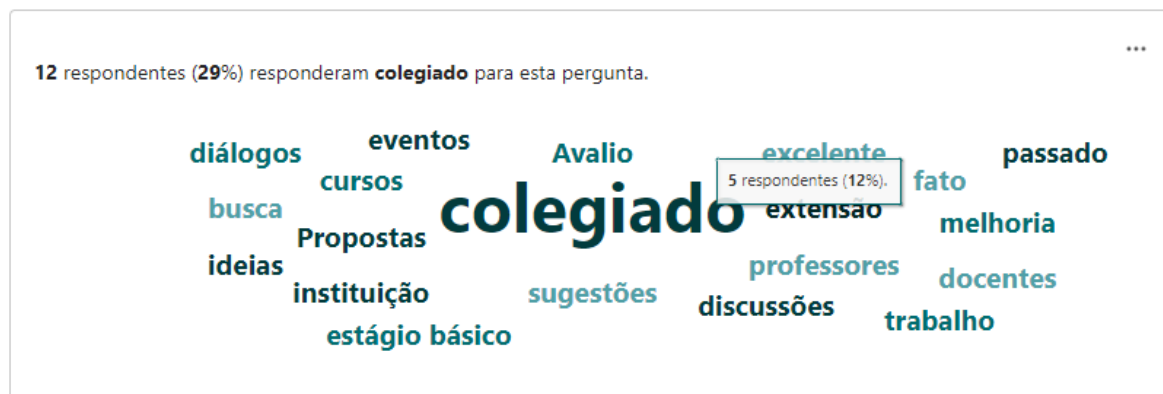 ...
12 respondentes (29%) responderam colegiado para esta pergunta.
eventos
diálogos Avalio excelente passado
cursos 5 respondentes (12%). fato
busca colegiado extensão
melhoria
Propostas
ideias professores
docentes
instituição sugestões
discussões
trabalho
estágio básico